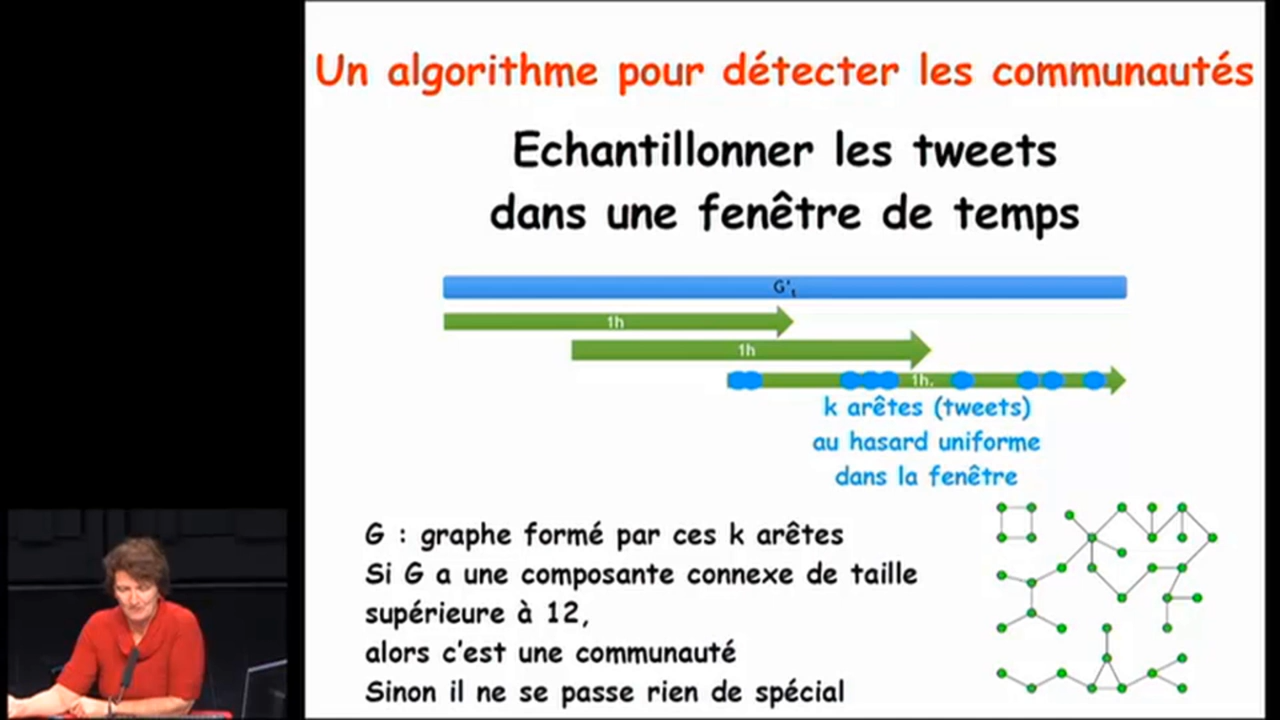 Un algorithme pour détecter les communautés
Echantillonner les tweets
dans une fenêtre de temps
G't
1h
1h
1h.
k arêtes (tweets)
au hasard uniforme
dans la fenêtre
G : graphe formé par ces k arêtes
Si G a une composante connexe de taille
supérieure à 12,
alors c'est une communauté
Sinon il ne se passe rien de spécial